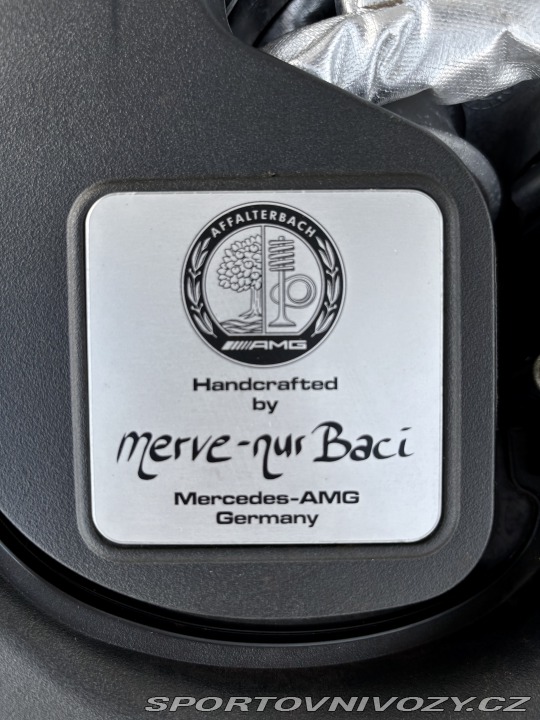 AFFALTERBACH
AMG
Handcrafted
by
merve-nur Baci
Mercedes-AMG
Germany
SPORTOVNIVOZY.CZ